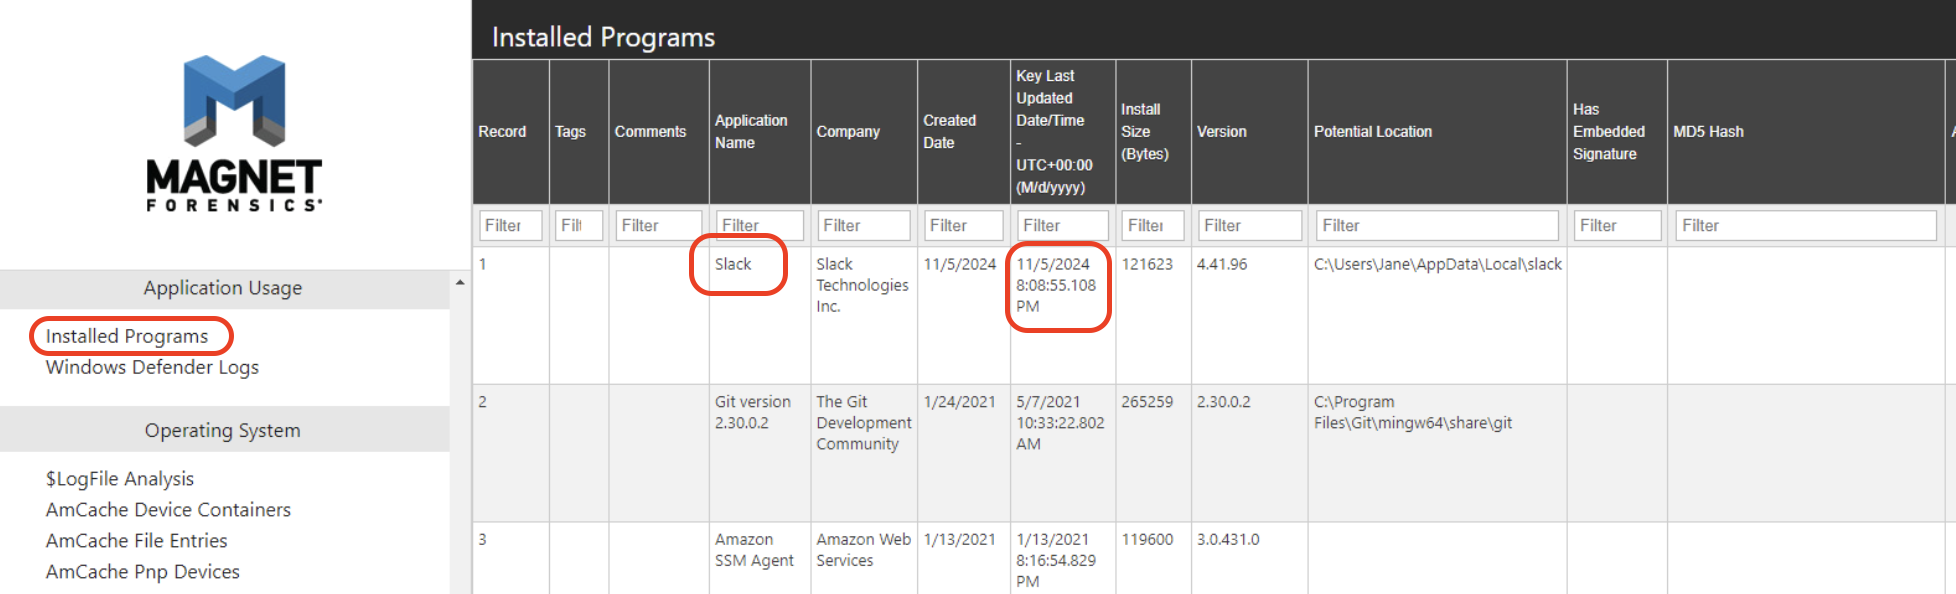 MAGNET
FORENSICS®
Application Usage
Installed Programs
Windows Defender Logs
Operating System
$LogFile Analysis
AmCache Device Containers
AmCache File Entries
AmCache Pnp Devices
Installed Programs
Record
Tags
Comments
Application
Name
Company
Created
Date
Key Last
Updated
Date/Time
-
UTC+00:00
(M/d/yyyy)
Install
Size
(Bytes)
Version
Potential Location
Has
Embedded
Signature
MD5 Hash
Filter
Filt
Filter
Filter
Filter
Filter
Filter
Filter
Filter
Filter
Filter
Filter
1
Slack
Slack
Technologies
Inc.
11/5/2024
11/5/2024
8:08:55.108
PM
121623
4.41.96
C:\Users\Jane\AppData\Local\slack
2
Git version
2.30.0.2
The Git
Development
Community
1/24/2021
5/7/2021
10:33:22.802
AM
265259
2.30.0.2
C:\Program
Files\Git\mingw64\share\git
3
Amazon
SSM Agent
Amazon Web
Services
1/13/2021
1/13/2021
8:16:54.829
PM
119600
3.0.431.0